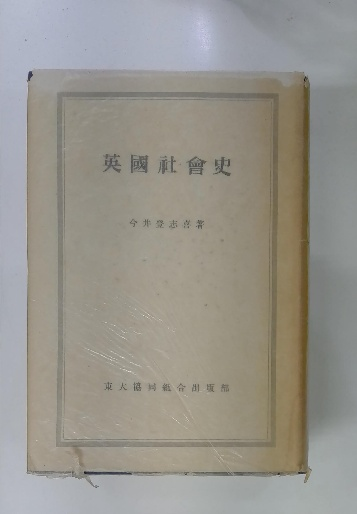 英國社會史
今井登志喜著
東大協同組合出版部